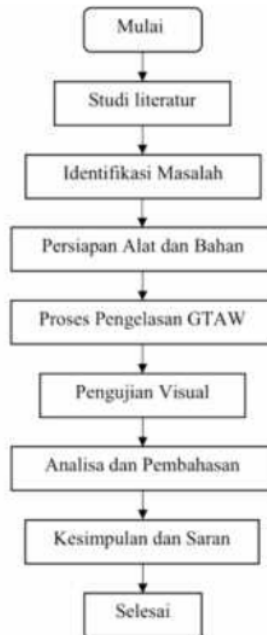 Mulai
Studi literatur
Identifikasi Masalah
Persiapan Alat dan Bahan
Proses Pengelasan GTAW
Pengujian Visual
Analisa dan Pembahasan
Kesimpulan dan Saran
Selesai